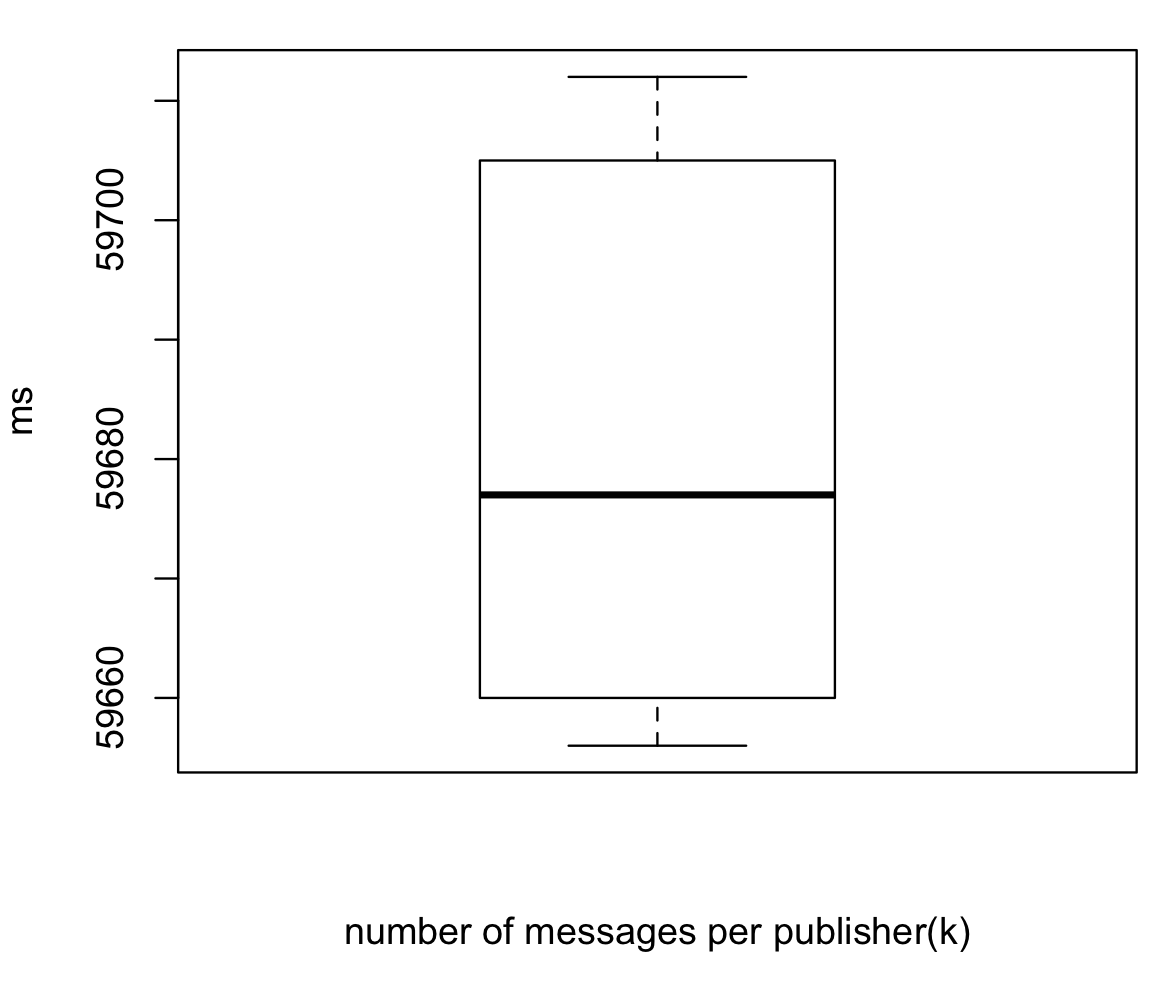 59700
59680
59660
ms
number of messages per publisher(k)